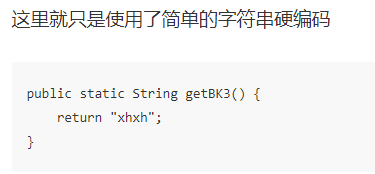 这里就只是使用了简单的字符串硬编码
public static String getBK3() {
    return "xhxh";
}